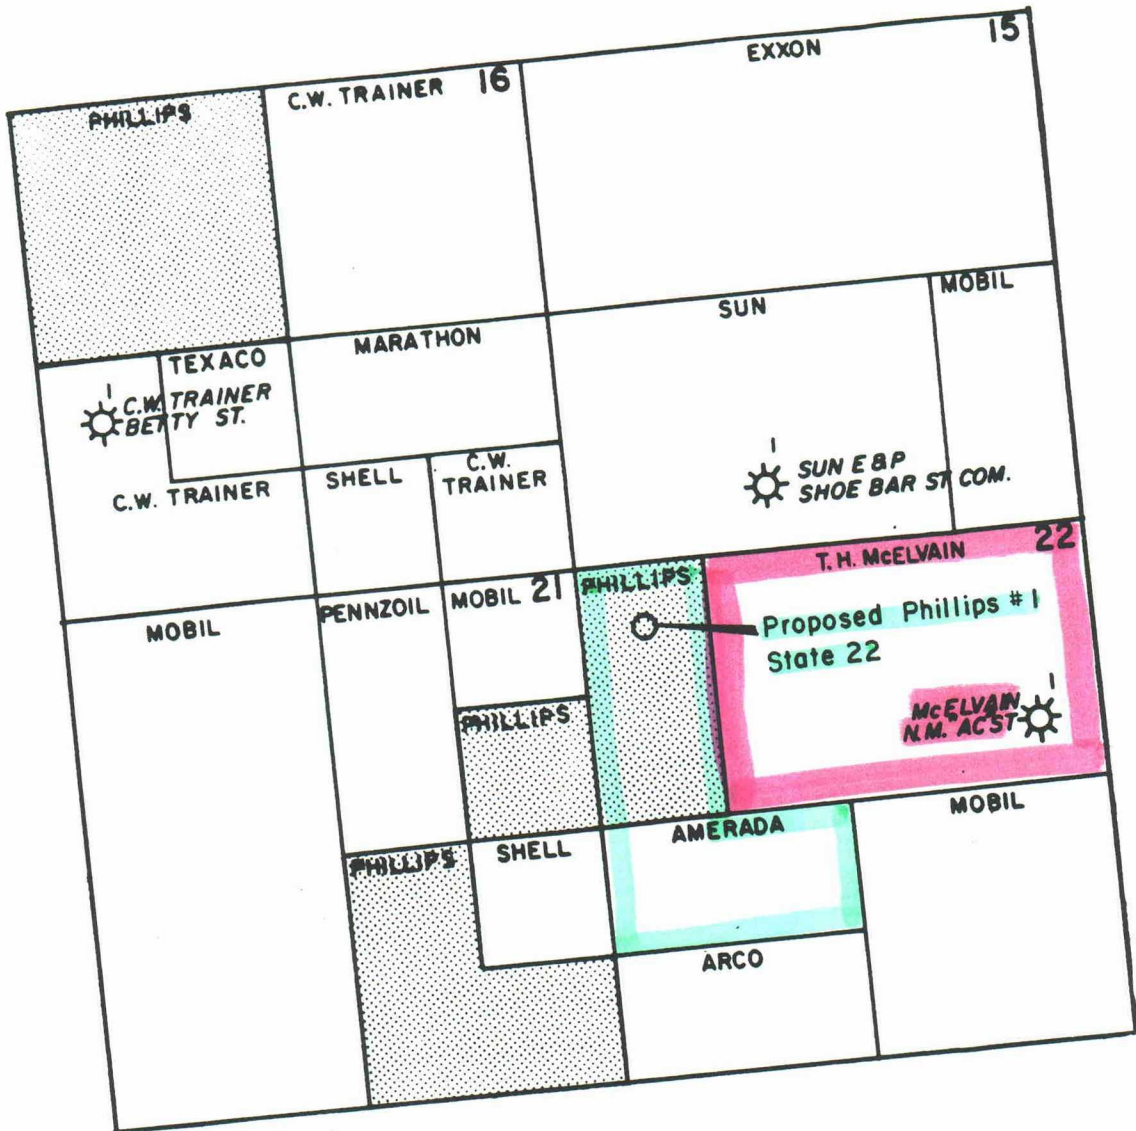 15
EXXON
16
C.W. TRAINER
PHILLIPS
MOBIL
SUN
MARATHON
TEXACO
1
C.W. TRAINER
BETTY ST.
C.W. TRAINER
SHELL
C.W.
TRAINER
1
SUN E&P
SHOE BAR ST COM.
22
T.H. McELVAIN
PHILLIPS
MOBIL 21
PENNZOIL
MOBIL
Proposed Phillips #1
State 22
1
McELVAIN
N.M. "AC" ST
PHILLIPS
MOBIL
AMERADA
SHELL
PHILLIPS
ARCO